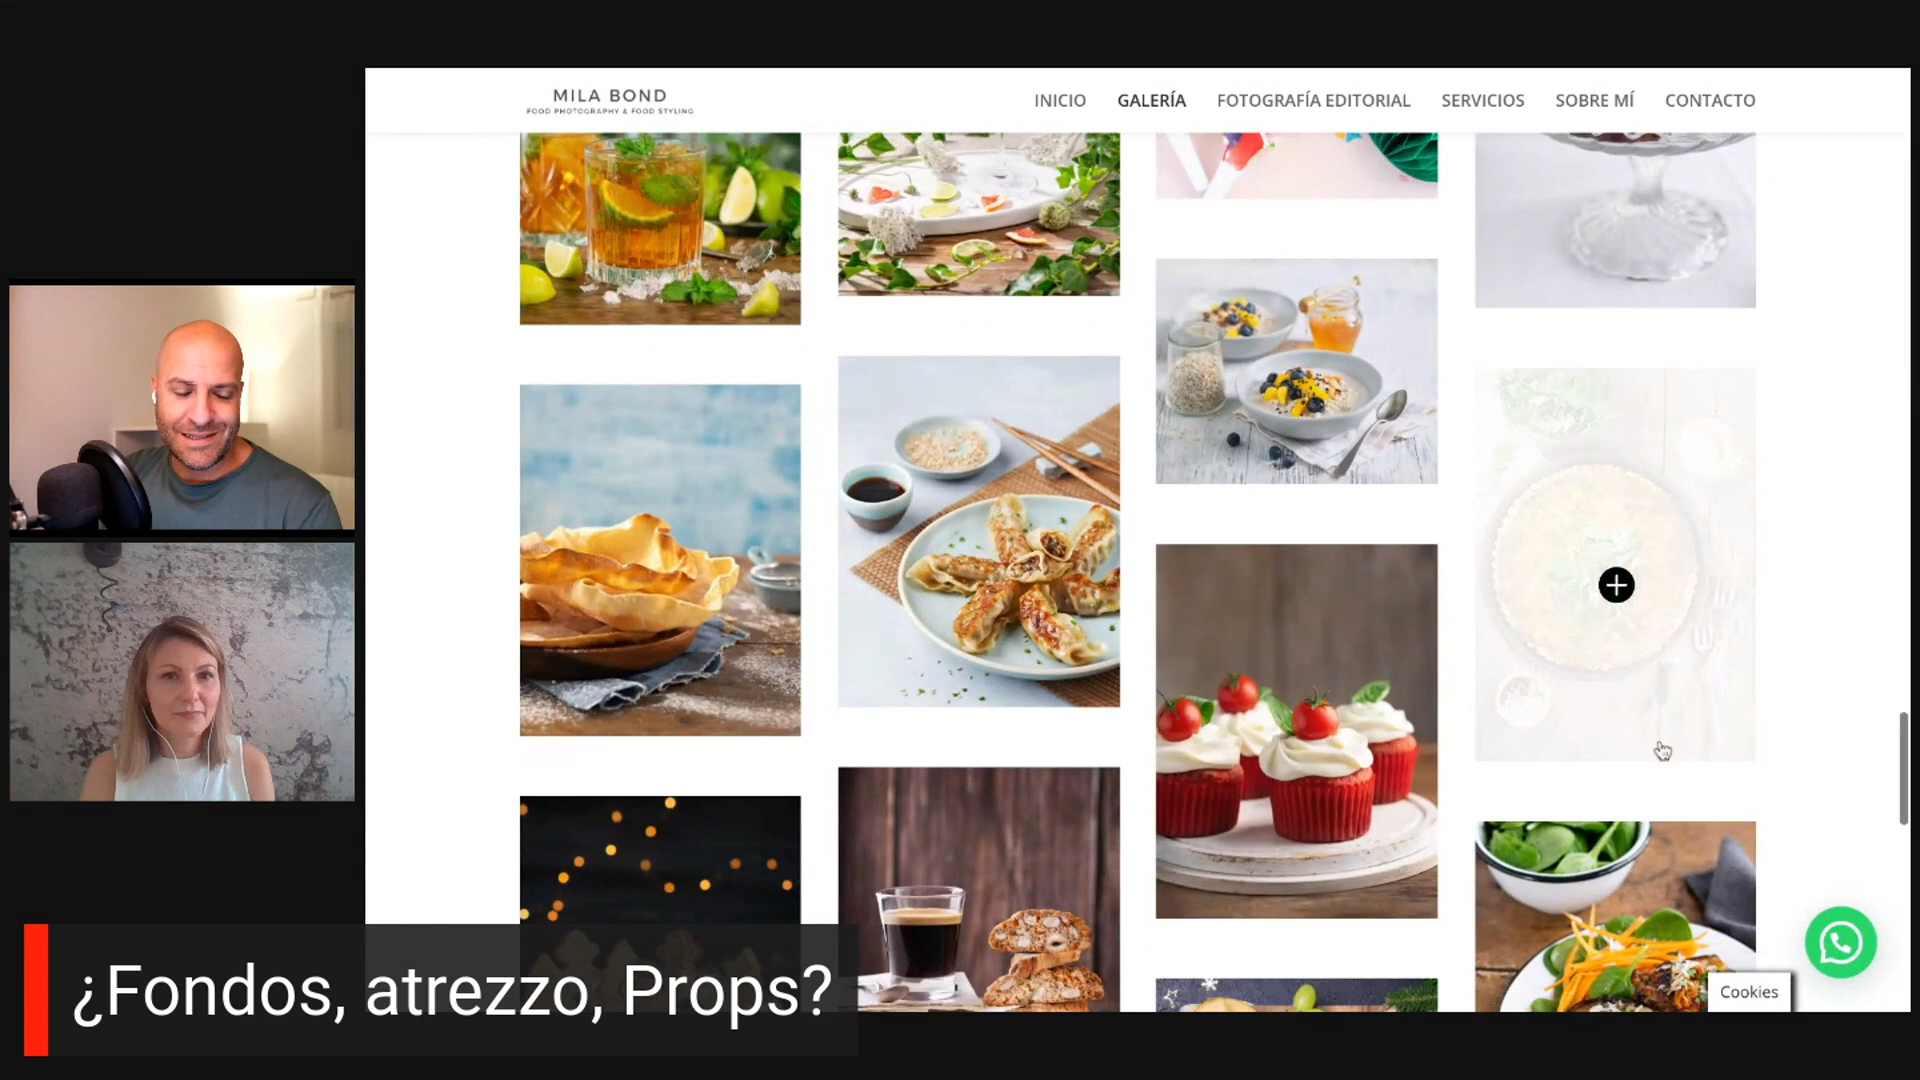 MILA BOND
FOOD PHOTOGRAPHY & FOOD STYLING
INICIO GALERÍA FOTOGRAFÍA EDITORIAL SERVICIOS SOBRE MÍ CONTACTO
¿Fondos, atrezzo, Props?
Cookies